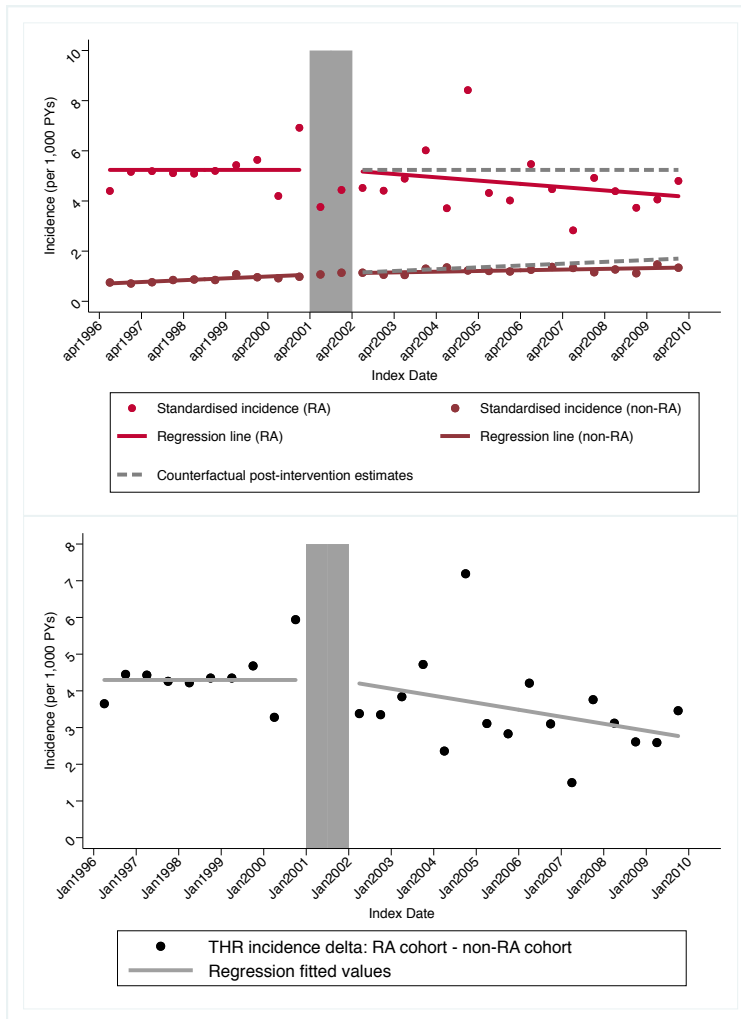 10
8
6
4
2
0
Incidence (per 1,000 PYs)
apr1996
apr1997
apr1998
apr1999
apr2000
apr2001
apr2002
apr2003
apr2004
apr2005
apr2006
apr2007
apr2008
apr2009
apr2010
Index Date
Standardised incidence (RA)
Standardised incidence (non-RA)
Regression line (RA)
Regression line (non-RA)
Counterfactual post-intervention estimates
8
7
6
5
4
3
2
1
0
Incidence (per 1,000 PYs)
Jan1996
Jan1997
Jan1998
Jan1999
Jan2000
Jan2001
Jan2002
Jan2003
Jan2004
Jan2005
Jan2006
Jan2007
Jan2008
Jan2009
Jan2010
Index Date
THR incidence delta: RA cohort - non-RA cohort
Regression fitted values